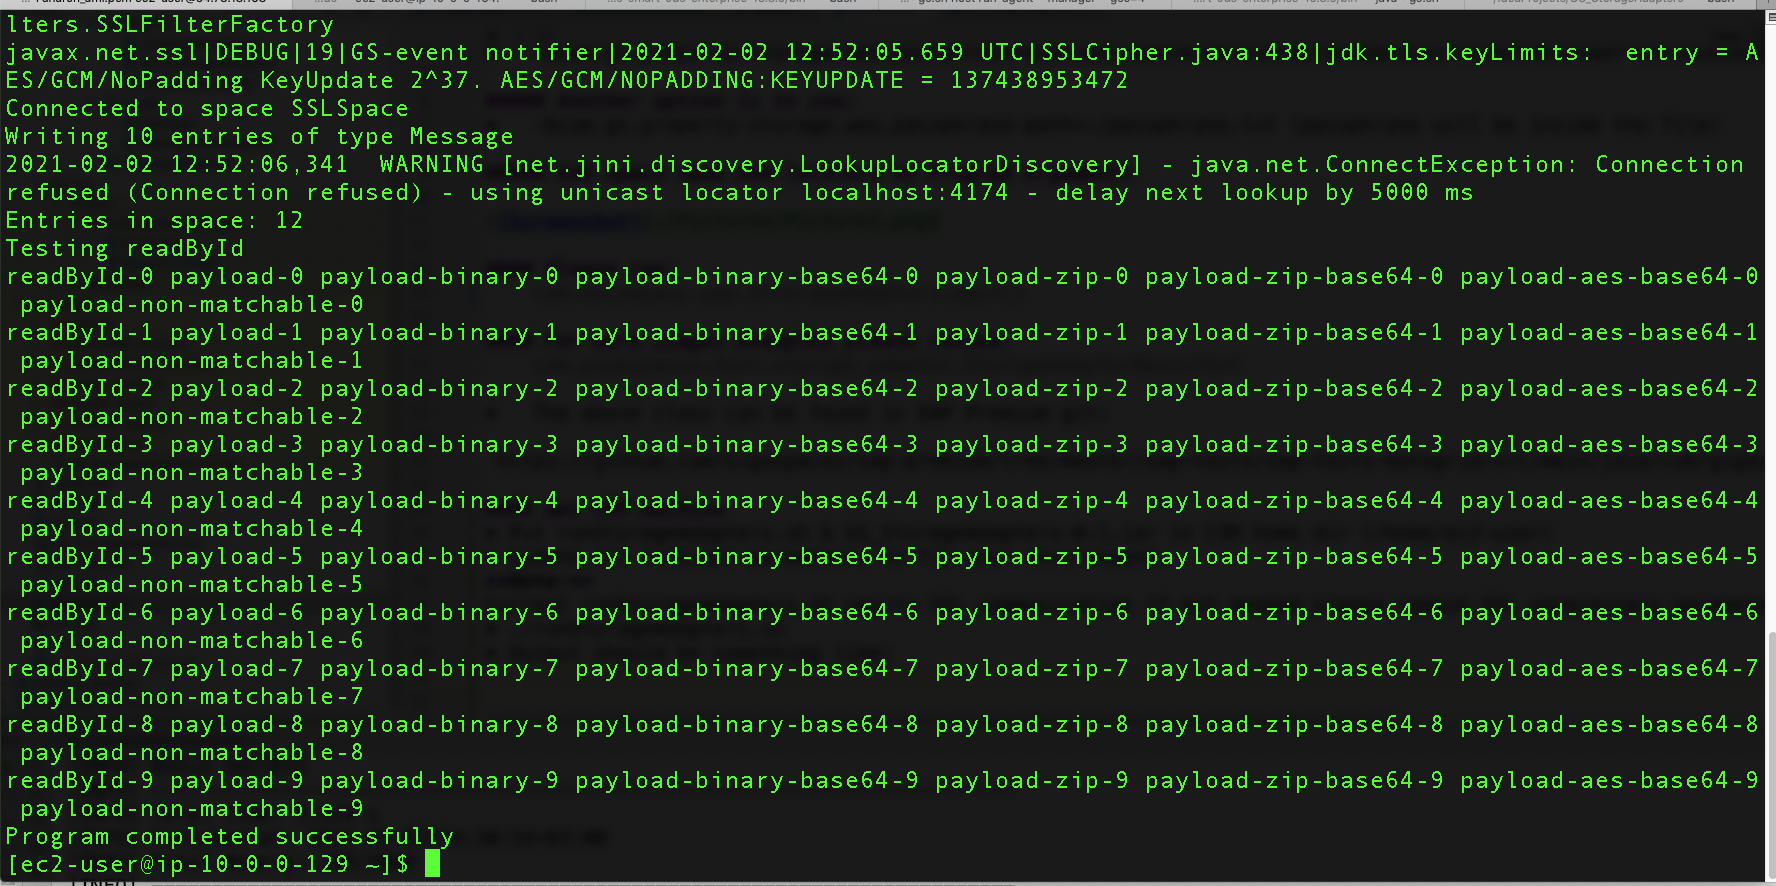 lters.SSLFilterFactory
javax.net.ssl|DEBUG|19|GS-event notifier|2021-02-02 12:52:05.659 UTC|SSLCipher.java:438|jdk.tls.keyLimits:  entry = A
ES/GCM/NoPadding KeyUpdate 2^37. AES/GCM/NOPADDING:KEYUPDATE = 137438953472
Connected to space SSLSpace
Writing 10 entries of type Message
2021-02-02 12:52:06,341  WARNING [net.jini.discovery.LookupLocatorDiscovery] - java.net.ConnectException: Connection
refused (Connection refused) - using unicast locator localhost:4174 - delay next lookup by 5000 ms
Entries in space: 12
Testing readById
readById-0 payload-0 payload-binary-0 payload-binary-base64-0 payload-zip-0 payload-zip-base64-0 payload-aes-base64-0
payload-non-matchable-0
readById-1 payload-1 payload-binary-1 payload-binary-base64-1 payload-zip-1 payload-zip-base64-1 payload-aes-base64-1
payload-non-matchable-1
readById-2 payload-2 payload-binary-2 payload-binary-base64-2 payload-zip-2 payload-zip-base64-2 payload-aes-base64-2
payload-non-matchable-2
readById-3 payload-3 payload-binary-3 payload-binary-base64-3 payload-zip-3 payload-zip-base64-3 payload-aes-base64-3
payload-non-matchable-3
readById-4 payload-4 payload-binary-4 payload-binary-base64-4 payload-zip-4 payload-zip-base64-4 payload-aes-base64-4
payload-non-matchable-4
readById-5 payload-5 payload-binary-5 payload-binary-base64-5 payload-zip-5 payload-zip-base64-5 payload-aes-base64-5
payload-non-matchable-5
readById-6 payload-6 payload-binary-6 payload-binary-base64-6 payload-zip-6 payload-zip-base64-6 payload-aes-base64-6
payload-non-matchable-6
readById-7 payload-7 payload-binary-7 payload-binary-base64-7 payload-zip-7 payload-zip-base64-7 payload-aes-base64-7
payload-non-matchable-7
readById-8 payload-8 payload-binary-8 payload-binary-base64-8 payload-zip-8 payload-zip-base64-8 payload-aes-base64-8
payload-non-matchable-8
readById-9 payload-9 payload-binary-9 payload-binary-base64-9 payload-zip-9 payload-zip-base64-9 payload-aes-base64-9
payload-non-matchable-9
Program completed successfully
[ec2-user@ip-10-0-0-129 ~]$